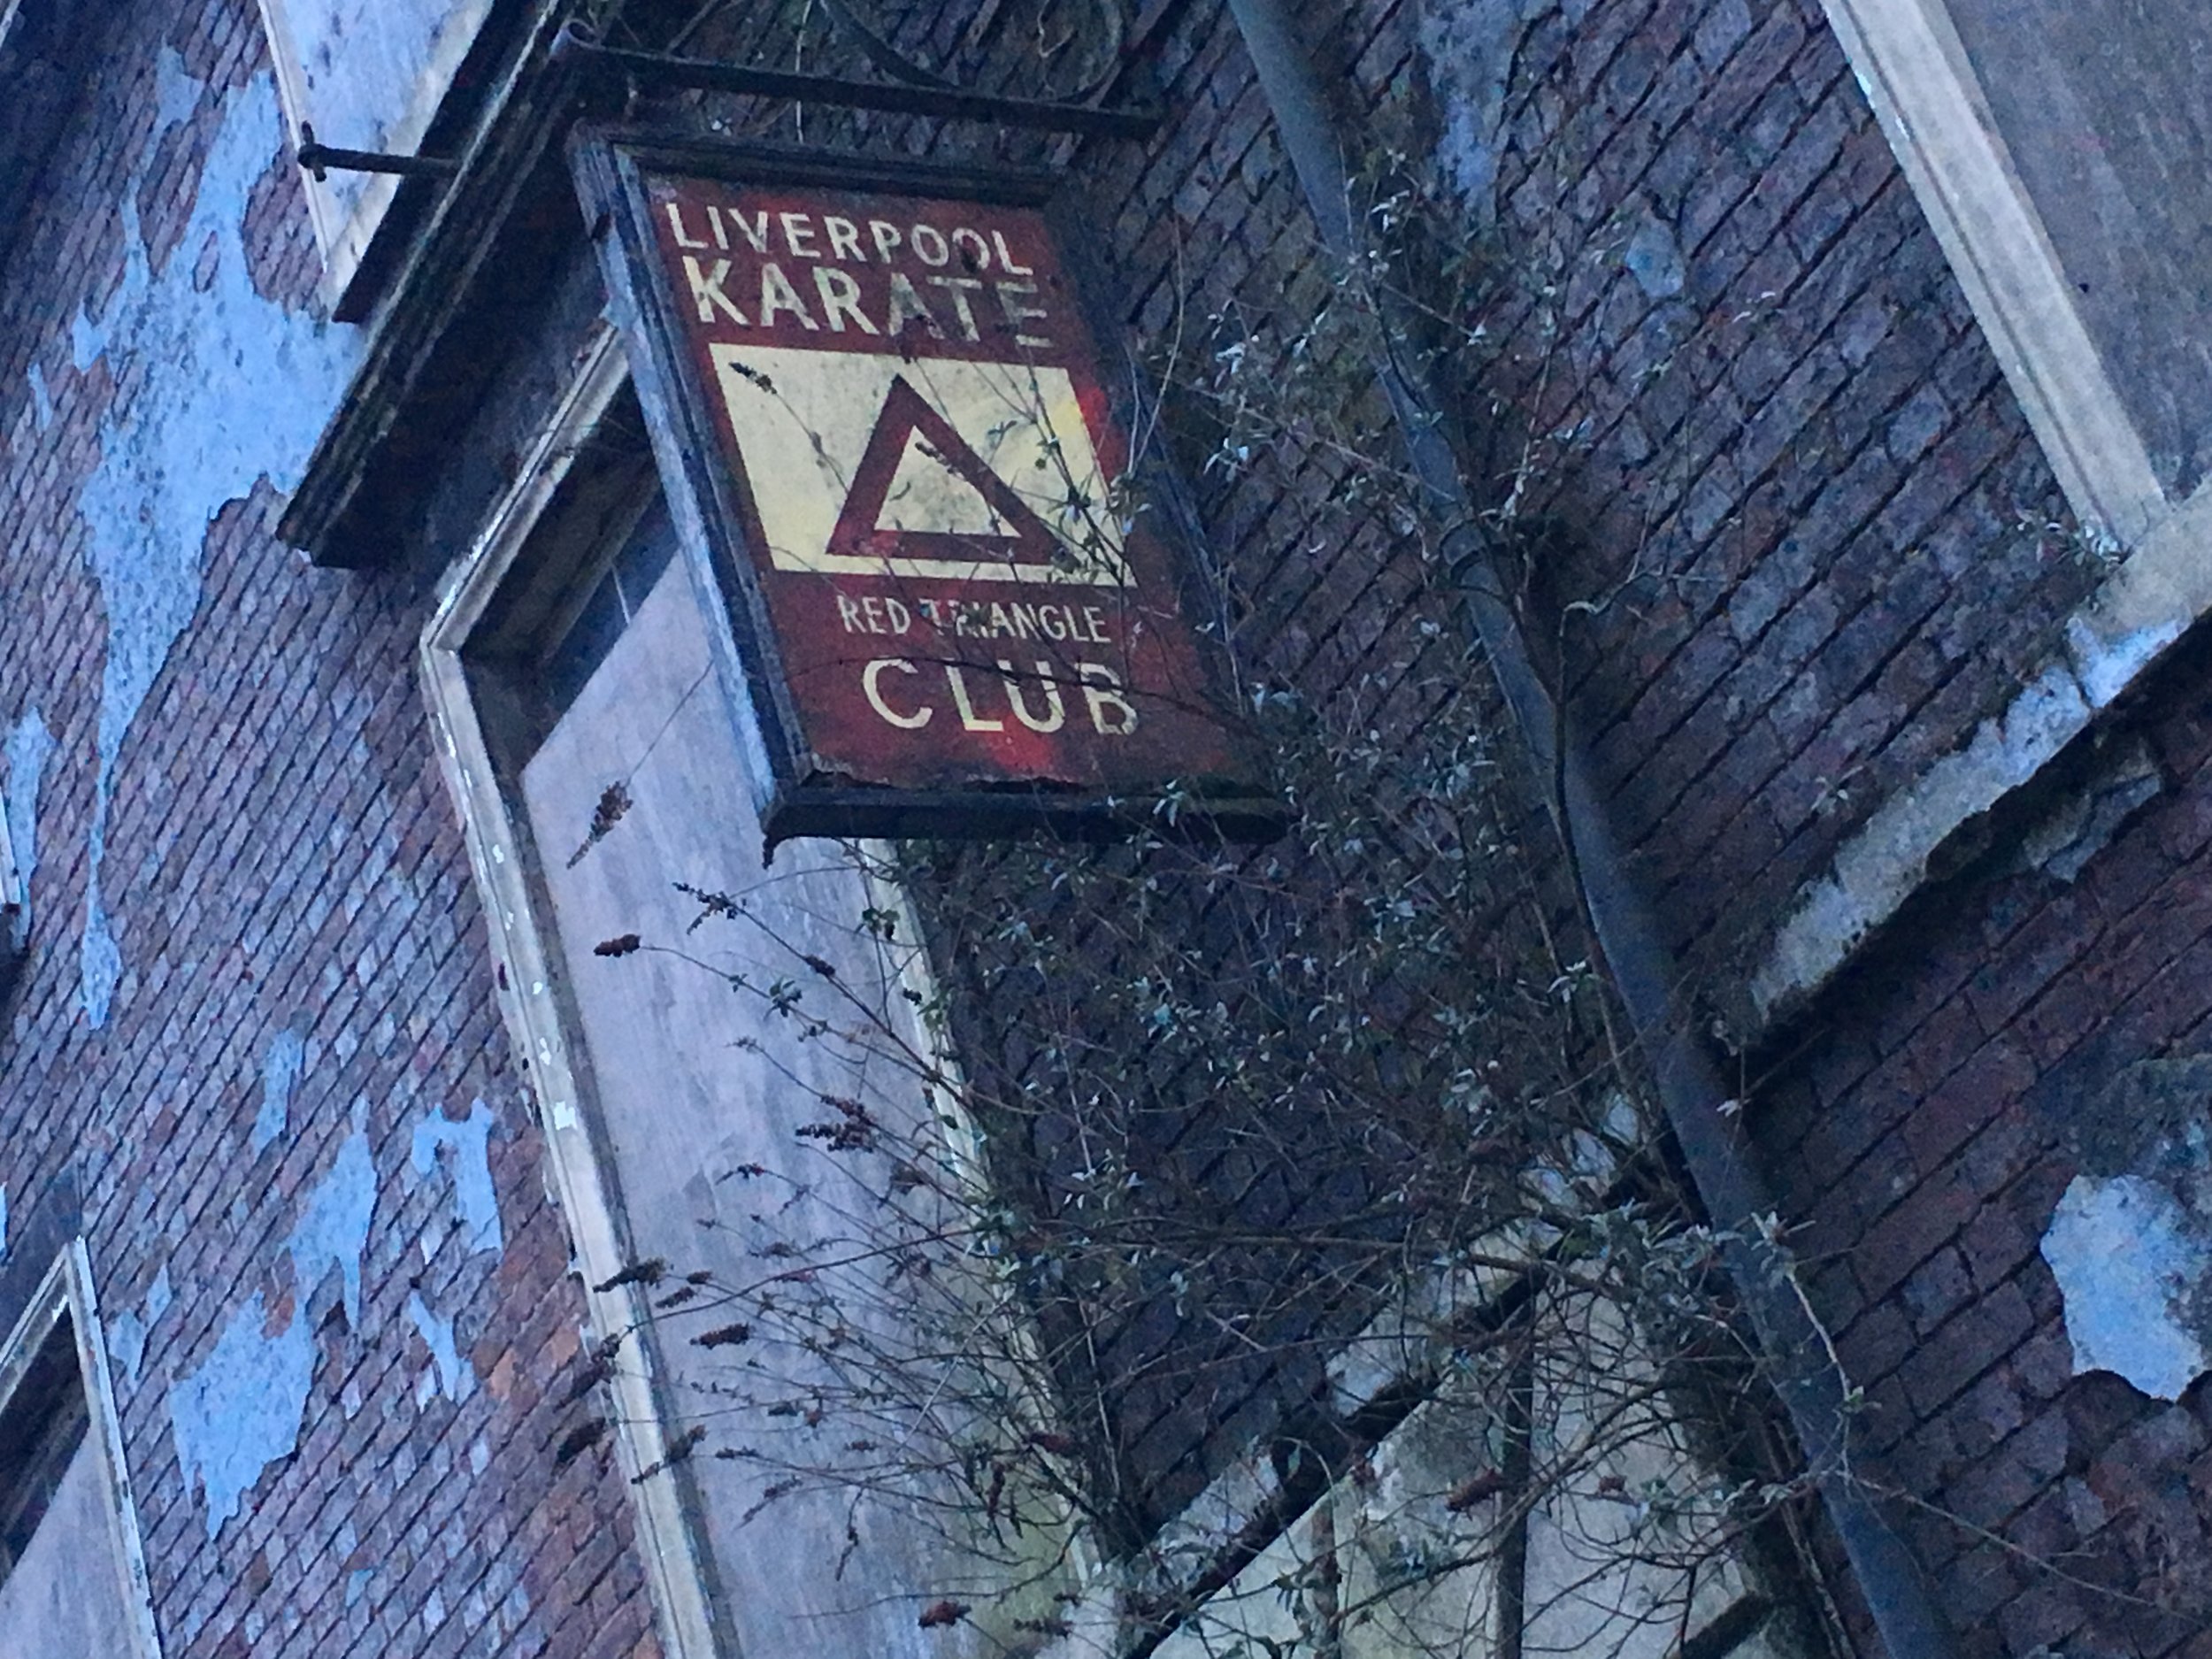 LIVERPOOL
KARATE
RED TRIANGLE
CLUB